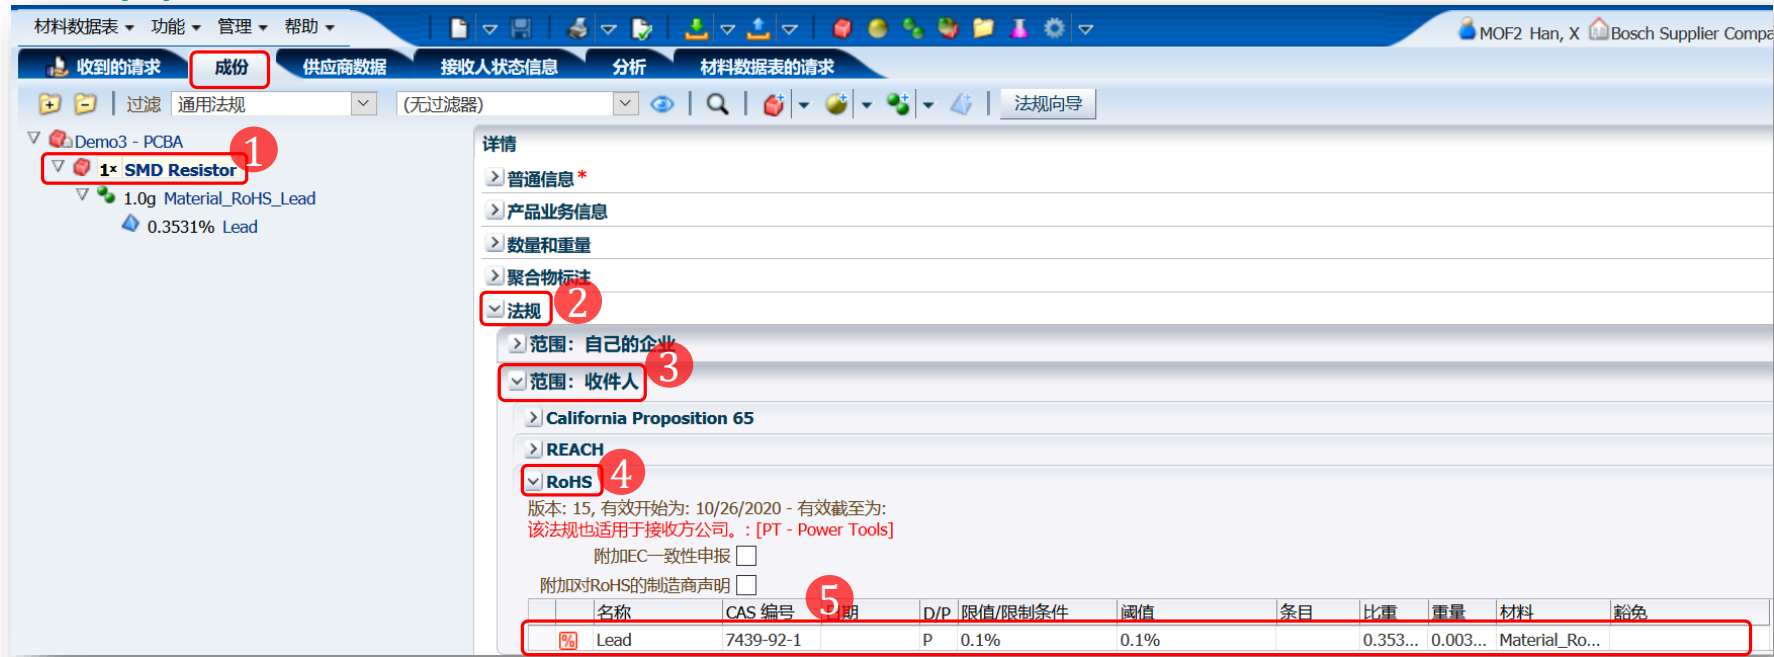 材料数据表 功能 管理 帮助
MOF2 Han, X Bosch Supplier Compa
收到的请求 成份 供应商数据 接收人状态信息 分析 材料数据表的请求
过滤 通用法规 (无过滤器) 法规向导
Demo3 - PCBA
1
1x SMD Resistor
1.0g Material_RoHS_Lead
0.3531% Lead
详情
普通信息*
产品业务信息
数量和重量
聚合物标注
2
法规
范围：自己的企业
3
范围：收件人
California Proposition 65
REACH
4
RoHS
版本: 15, 有效开始为: 10/26/2020 - 有效截至为:
该法规也适用于接收方公司。: [PT - Power Tools]
附加EC一致性申报
附加对RoHS的制造商声明
5
名称 CAS 编号 日期 D/P 限值/限制条件 阈值 条目 比重 重量 材料 豁免
% Lead 7439-92-1 P 0.1% 0.1% 0.353... 0.003... Material_Ro...